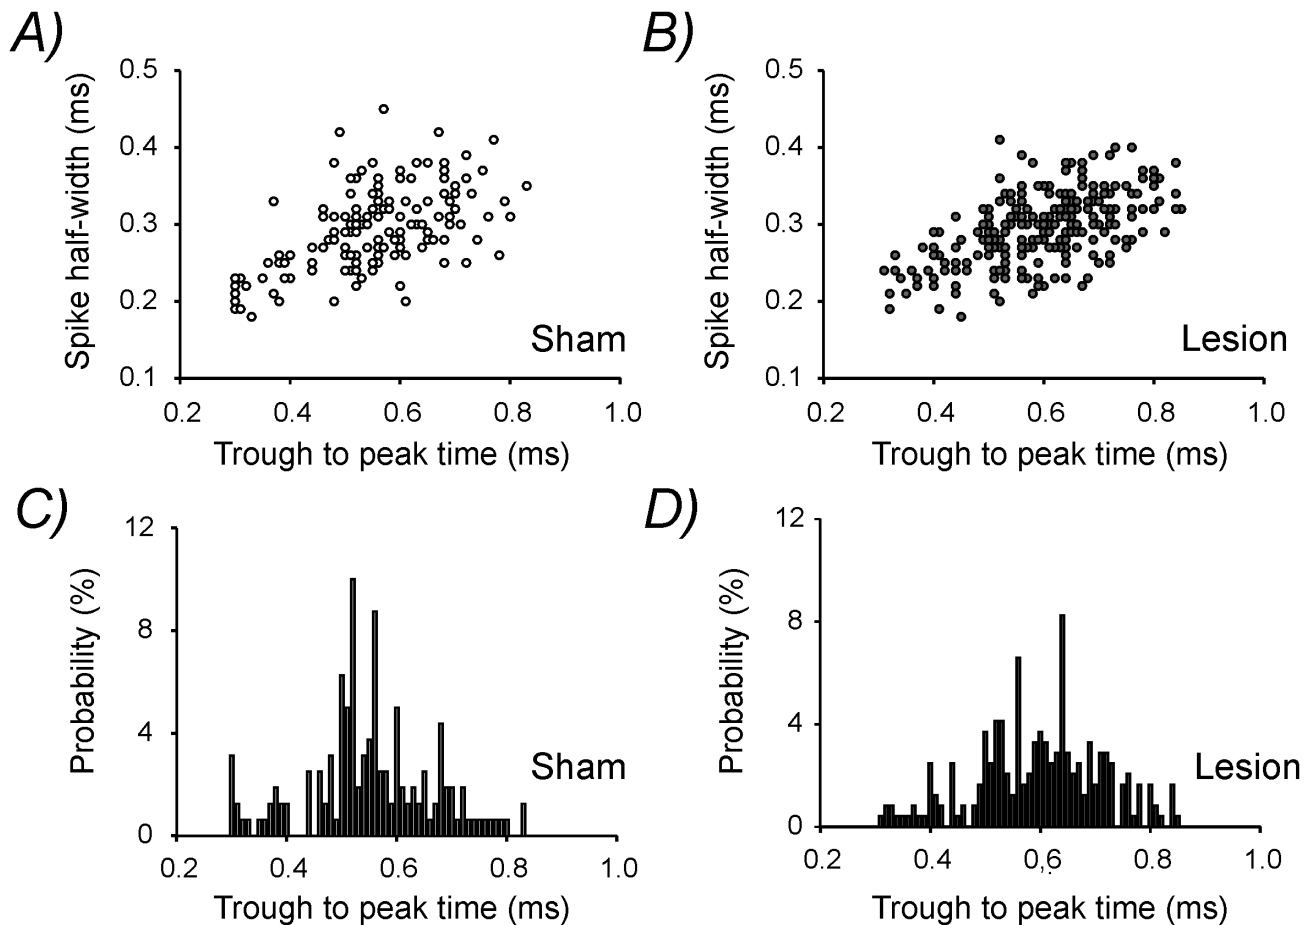 A)
Spike half-width (ms)
0.5
0.4
0.3
0.2
0.1
Sham
0.2 0.4 0.6 0.8 1.0
Trough to peak time (ms)
B)
Spike half-width (ms)
0.5
0.4
0.3
0.2
0.1
Lesion
0.2 0.4 0.6 0.8 1.0
Trough to peak time (ms)
C)
Probability (%)
12
8
4
0
Sham
0.2 0.4 0.6 0.8 1.0
Trough to peak time (ms)
D)
Probability (%)
12
8
4
0
Lesion
0.2 0.4 0,6 0.8 1.0
Trough to peak time (ms)